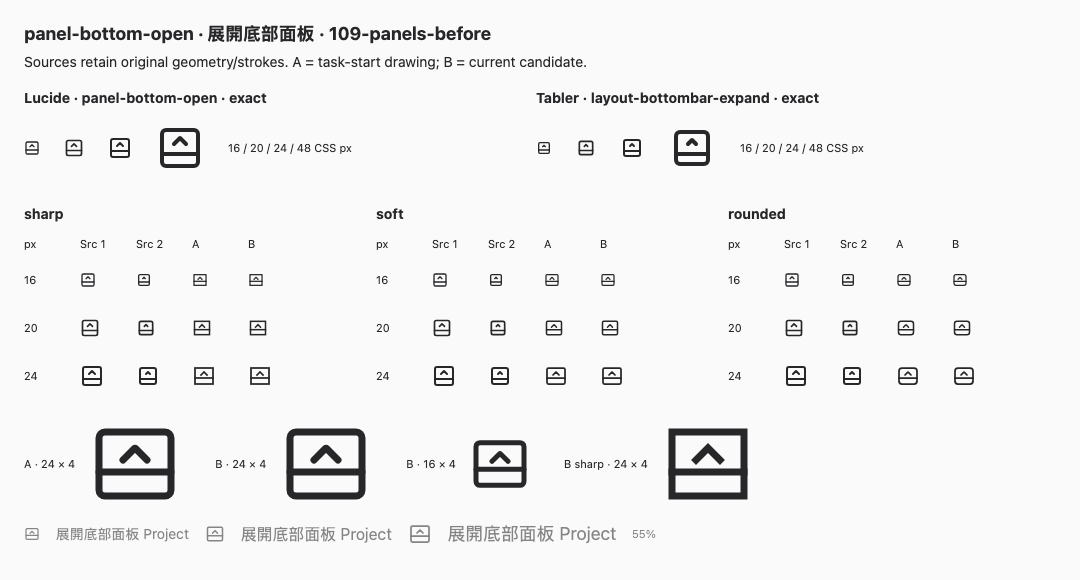 panel-bottom-open · 展開底部面板 · 109-panels-before
Sources retain original geometry/strokes. A = task-start drawing; B = current candidate.
Lucide · panel-bottom-open · exact
Tabler · layout-bottombar-expand · exact
16 / 20 / 24 / 48 CSS px
16 / 20 / 24 / 48 CSS px
sharp
soft
rounded
px Src 1 Src 2 A B
px Src 1 Src 2 A B
px Src 1 Src 2 A B
16
16
16
20
20
20
24
24
24
A · 24 × 4
B · 24 × 4
B · 16 × 4
B sharp · 24 × 4
展開底部面板 Project
展開底部面板 Project
展開底部面板 Project
55%